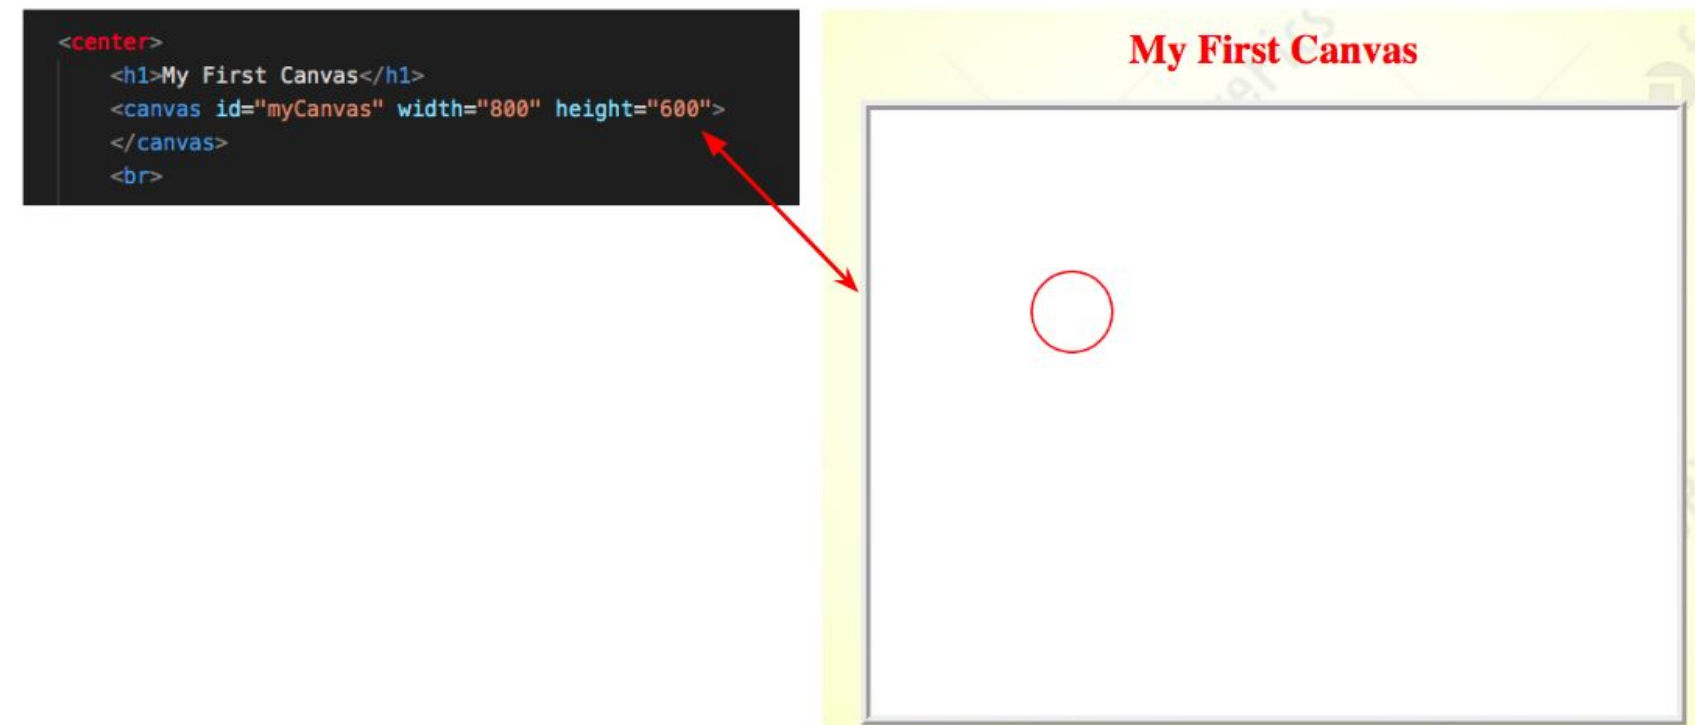 <center>
<h1>My First Canvas</h1>
<canvas id="myCanvas" width="800" height="600">
</canvas>
<br>
My First Canvas